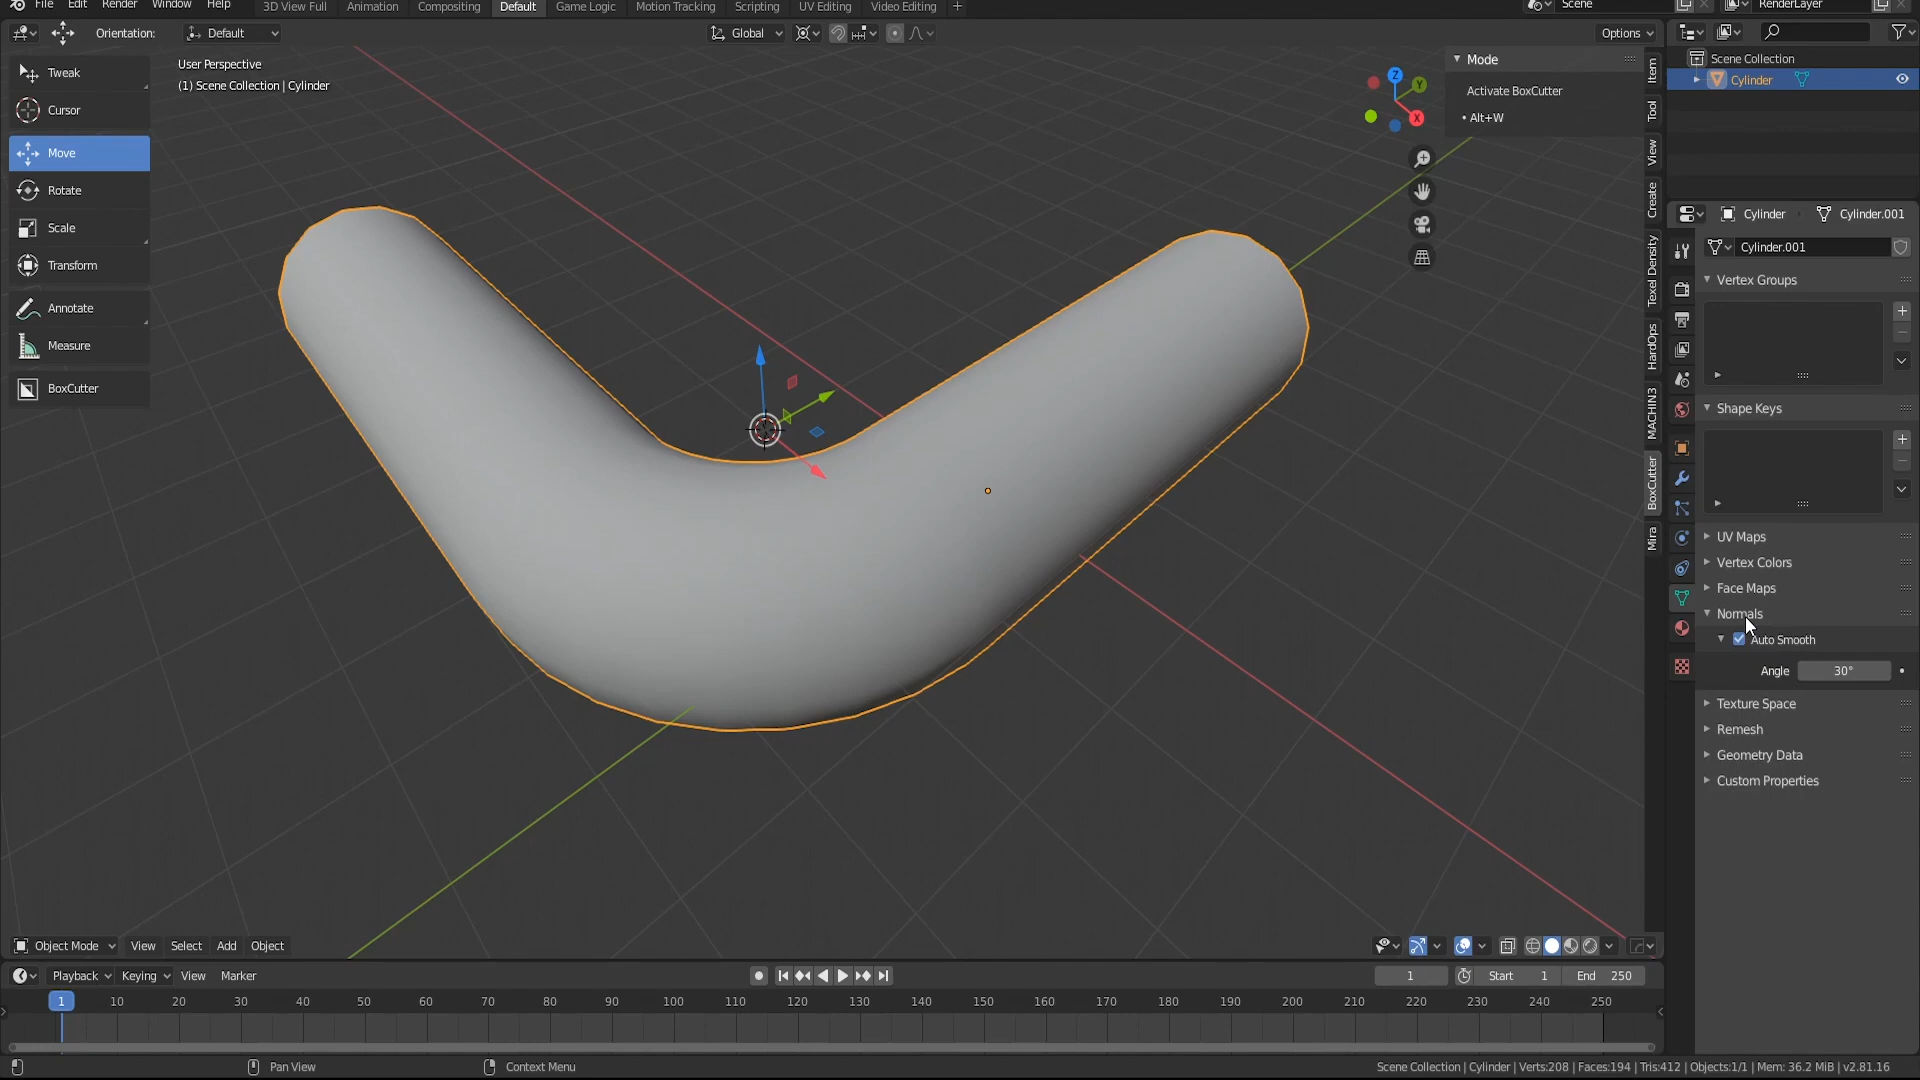 File Edit Render Window Help 3D View Full Animation Compositing Default Game Logic Motion Tracking Scripting UV Editing Video Editing + Scene RenderLayer
Orientation: Default Global Options
User Perspective
(1) Scene Collection | Cylinder
Tweak
Cursor
Move
Rotate
Scale
Transform
Annotate
Measure
BoxCutter
Z
Y
X
Mode
Activate BoxCutter
• Alt+W
Item
Tool
View
Create
Texel Density
HardOps
MACHIN3
BoxCutter
Mira
Scene Collection
Cylinder
Cylinder Cylinder.001
Cylinder.001
Vertex Groups
Shape Keys
UV Maps
Vertex Colors
Face Maps
Normals
Auto Smooth
Angle 30°
Texture Space
Remesh
Geometry Data
Custom Properties
Object Mode View Select Add Object
Playback Keying View Marker 1 Start 1 End 250
1 10 20 30 40 50 60 70 80 90 100 110 120 130 140 150 160 170 180 190 200 210 220 230 240 250
Pan View Context Menu Scene Collection | Cylinder | Verts:208 | Faces:194 | Tris:412 | Objects:1/1 | Mem: 36.2 MiB | v2.81.16